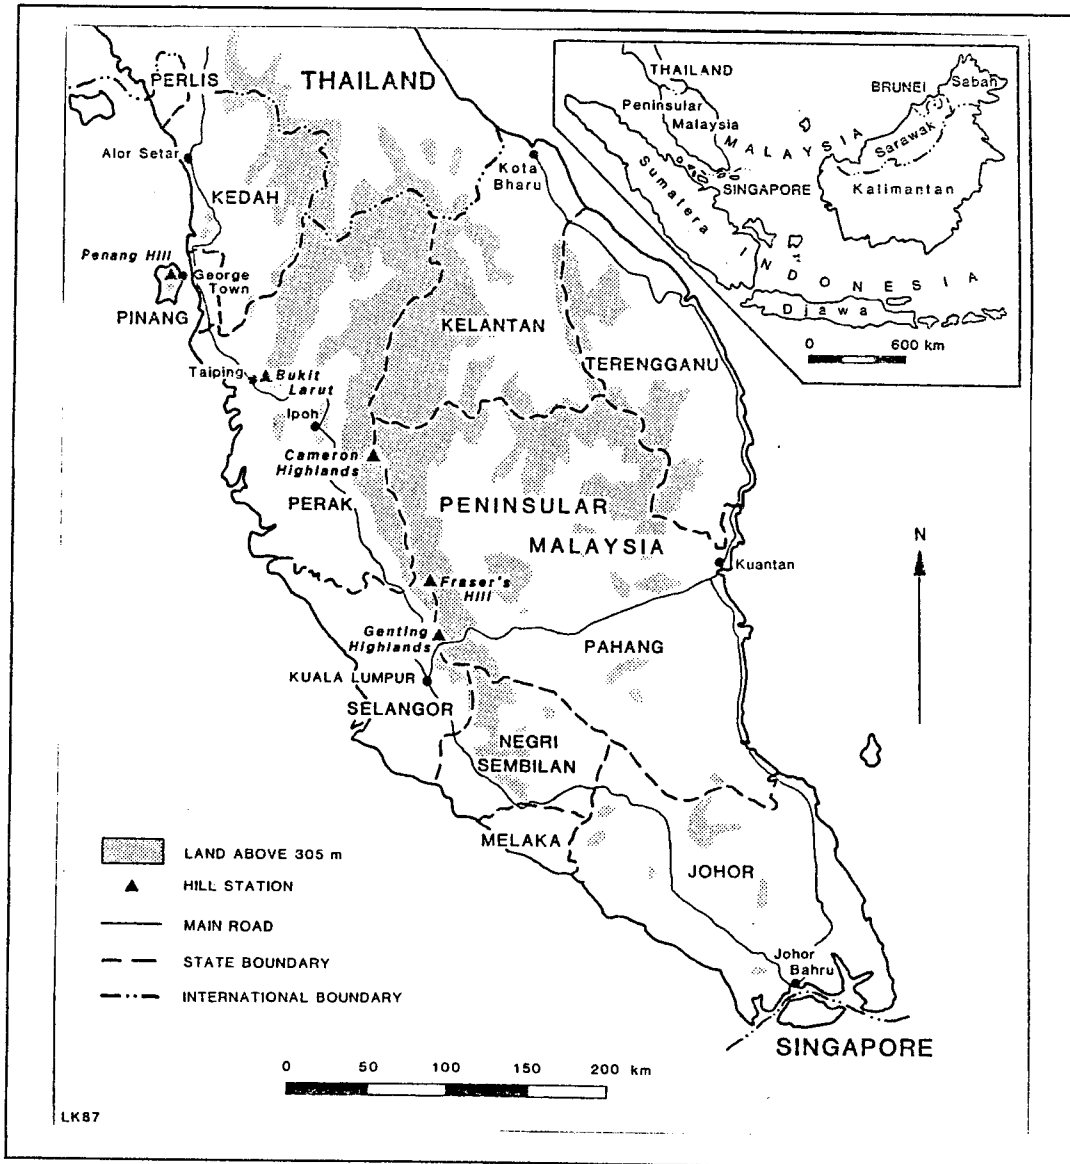 PERLIS
THAILAND
Alor Setar
KEDAH
Kota
Bharu
Penang Hill
George
Town
PINANG
KELANTAN
TERENGGANU
Taiping
Bukit
Larut
Ipoh
Cameron
Highlands
PERAK
PENINSULAR
MALAYSIA
Kuantan
Fraser's
Hill
Genting
Highlands
PAHANG
KUALA LUMPUR
SELANGOR
NEGRI
SEMBILAN
MELAKA
JOHOR
Johor
Bahru
SINGAPORE
N
THAILAND
Peninsular
Malaysia
MALAYSIA
BRUNEI
Sabah
Sarawak
SINGAPORE
Kalimantan
Sumatera
INDONESIA
Djawa
0 600 km
LAND ABOVE 305 m
HILL STATION
MAIN ROAD
STATE BOUNDARY
INTERNATIONAL BOUNDARY
0 50 100 150 200 km
LK87